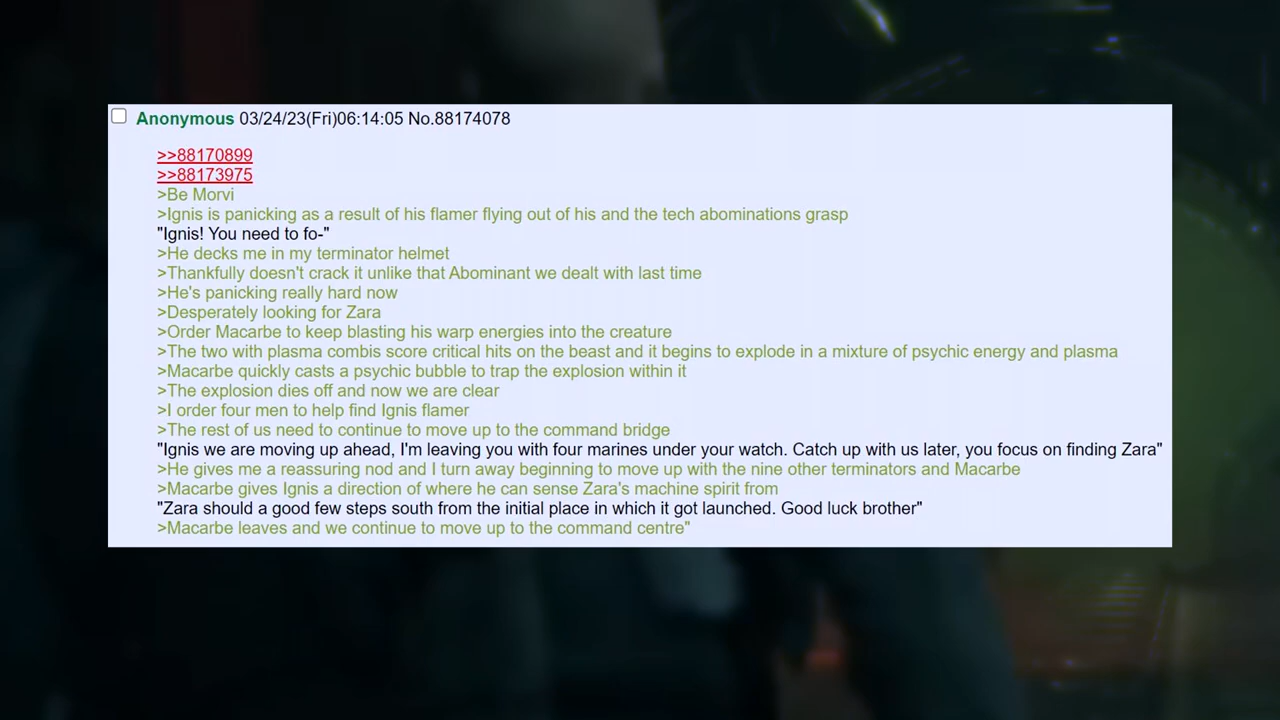 Anonymous 03/24/23(Fri)06:14:05 No.88174078
>>88170899
>>88173975
>Be Morvi
>Ignis is panicking as a result of his flamer flying out of his and the tech abominations grasp
"Ignis! You need to fo-"
>He decks me in my terminator helmet
>Thankfully doesn't crack it unlike that Abominant we dealt with last time
>He's panicking really hard now
>Desperately looking for Zara
>Order Macarbe to keep blasting his warp energies into the creature
>The two with plasma combis score critical hits on the beast and it begins to explode in a mixture of psychic energy and plasma
>Macarbe quickly casts a psychic bubble to trap the explosion within it
>The explosion dies off and now we are clear
>I order four men to help find Ignis flamer
>The rest of us need to continue to move up to the command bridge
"Ignis we are moving up ahead, I'm leaving you with four marines under your watch. Catch up with us later, you focus on finding Zara"
>He gives me a reassuring nod and I turn away beginning to move up with the nine other terminators and Macarbe
>Macarbe gives Ignis a direction of where he can sense Zara's machine spirit from
"Zara should a good few steps south from the initial place in which it got launched. Good luck brother"
>Macarbe leaves and we continue to move up to the command centre"